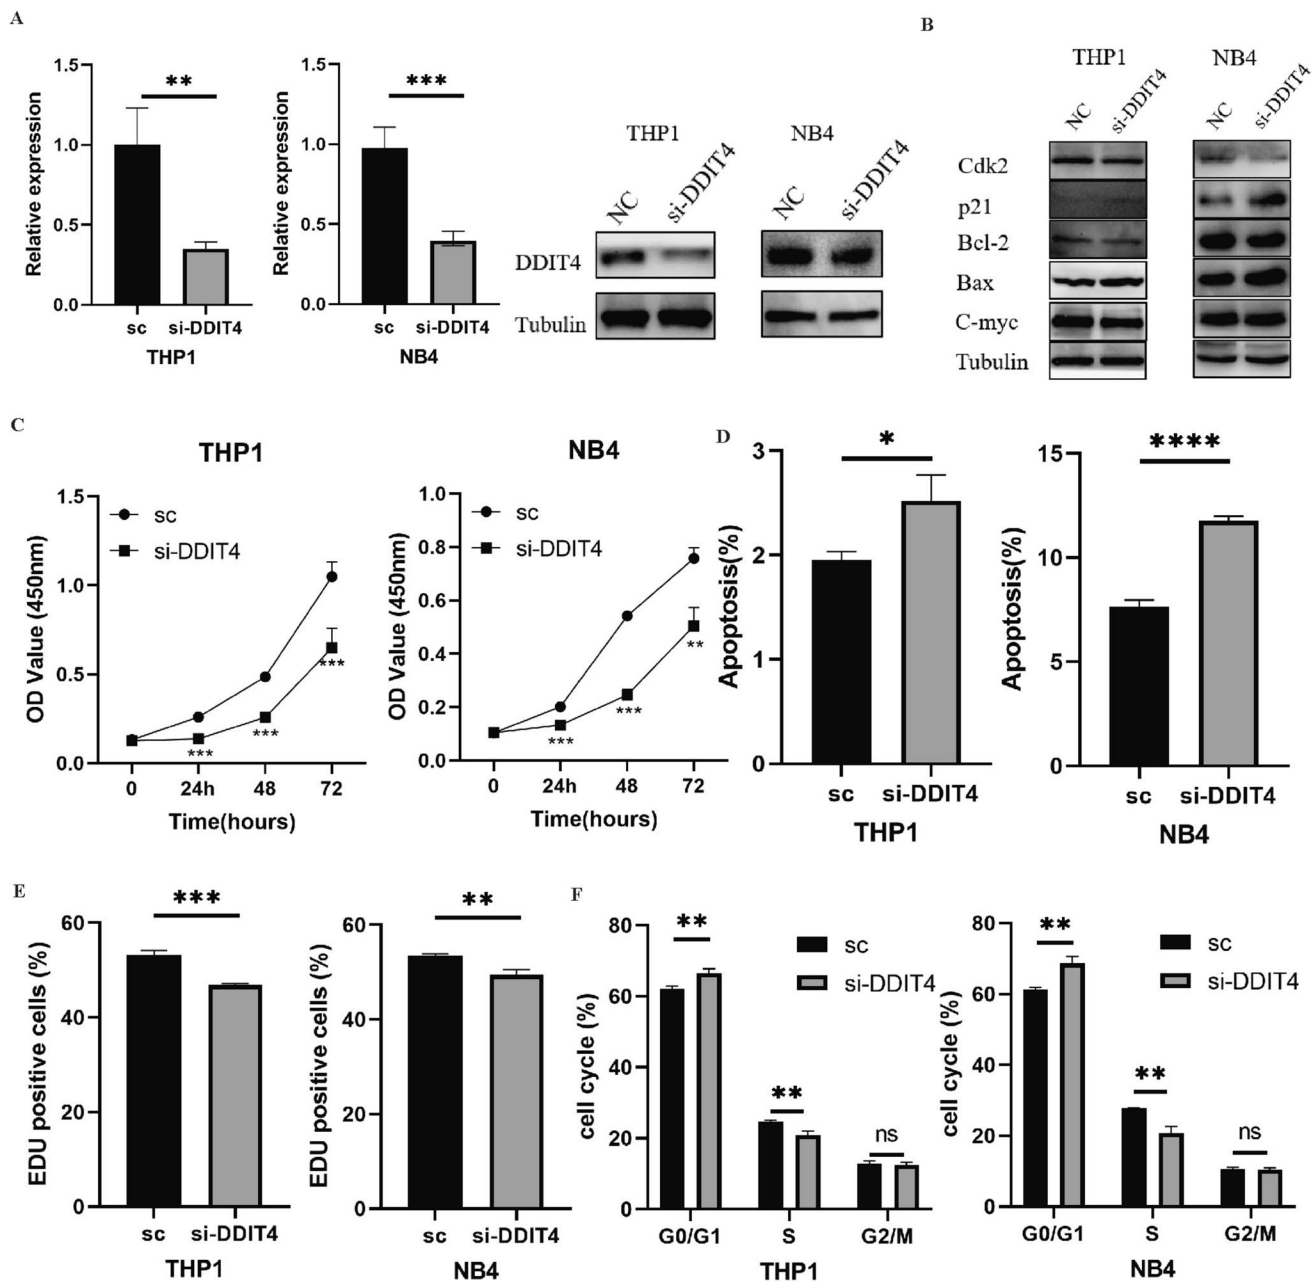 A
1.5
1.0
0.5
0.0
Relative expression
**
sc si-DDIT4
THP1
1.5
1.0
0.5
0.0
Relative expression
***
sc si-DDIT4
NB4
THP1 NB4
NC si-DDIT4 NC si-DDIT4
DDIT4
Tubulin
B
THP1 NB4
NC si-DDIT4 NC si-DDIT4
Cdk2
p21
Bcl-2
Bax
C-myc
Tubulin
C
THP1
sc
si-DDIT4
1.5
1.0
0.5
0.0
OD Value (450nm)
*** *** ***
0 24h 48 72
Time(hours)
NB4
sc
si-DDIT4
1.0
0.8
0.6
0.4
0.2
0.0
OD Value (450nm)
*** *** **
0 24h 48 72
Time(hours)
D
3
2
1
0
Apoptosis(%)
*
sc si-DDIT4
THP1
15
10
5
0
Apoptosis(%)
****
sc si-DDIT4
NB4
E
60
40
20
0
EDU positive cells (%)
***
sc si-DDIT4
THP1
60
40
20
0
EDU positive cells (%)
**
sc si-DDIT4
NB4
F
80
60
40
20
0
cell cycle (%)
** ** ns
sc
si-DDIT4
G0/G1 S G2/M
THP1
80
60
40
20
0
cell cycle (%)
** ** ns
sc
si-DDIT4
G0/G1 S G2/M
NB4